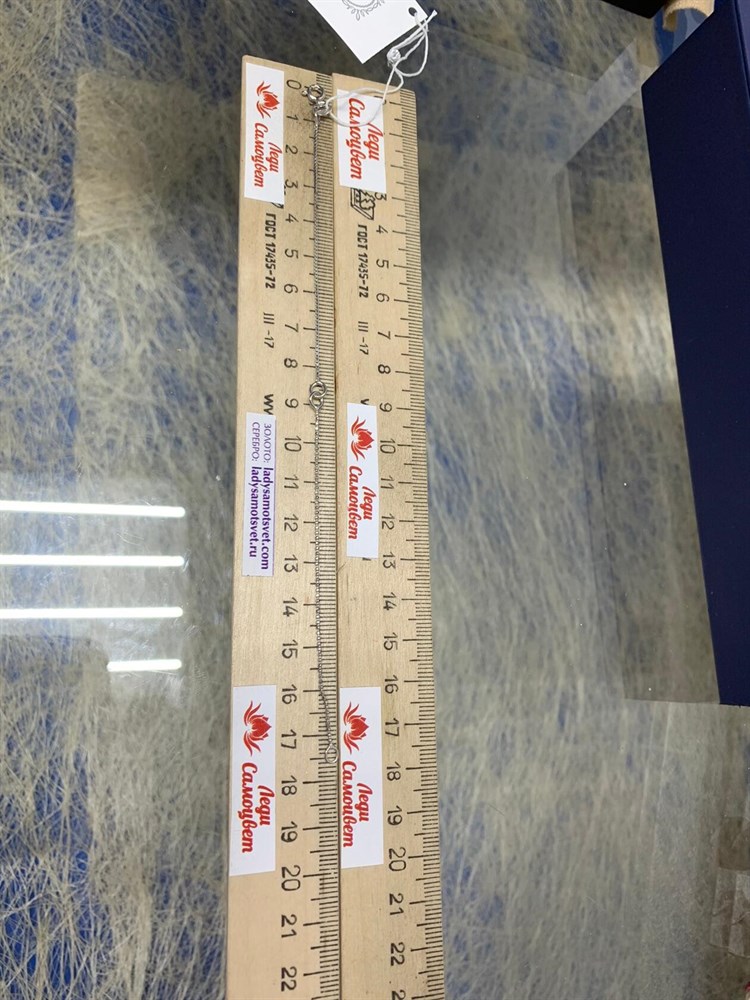 Леди
Самоцвет
0 1 2 3 4 5 6 7 8 9 10 11 12 13 14 15 16 17 18 19 20 21 22
ГОСТ 17435-72
III -17
ЗОЛОТО: ladysamotsvet.com
СЕРЕБРО: ladysamotsvet.ru
Леди
Самоцвет
Леди
Самоцвет
3 4 5 6 7 8 9 10 11 12 13 14 15 16 17 18 19 20 21 22
ГОСТ 17435-72
III -17
Леди
Самоцвет
Леди
Самоцвет